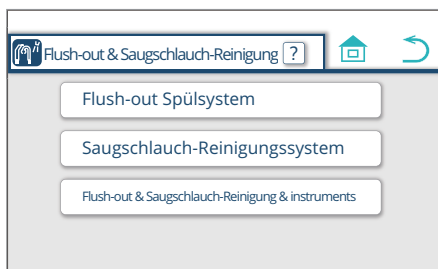 Flush-out & Saugschlauch-Reinigung ?
Flush-out Spülsystem
Saugschlauch-Reinigungssystem
Flush-out & Saugschlauch-Reinigung & instruments